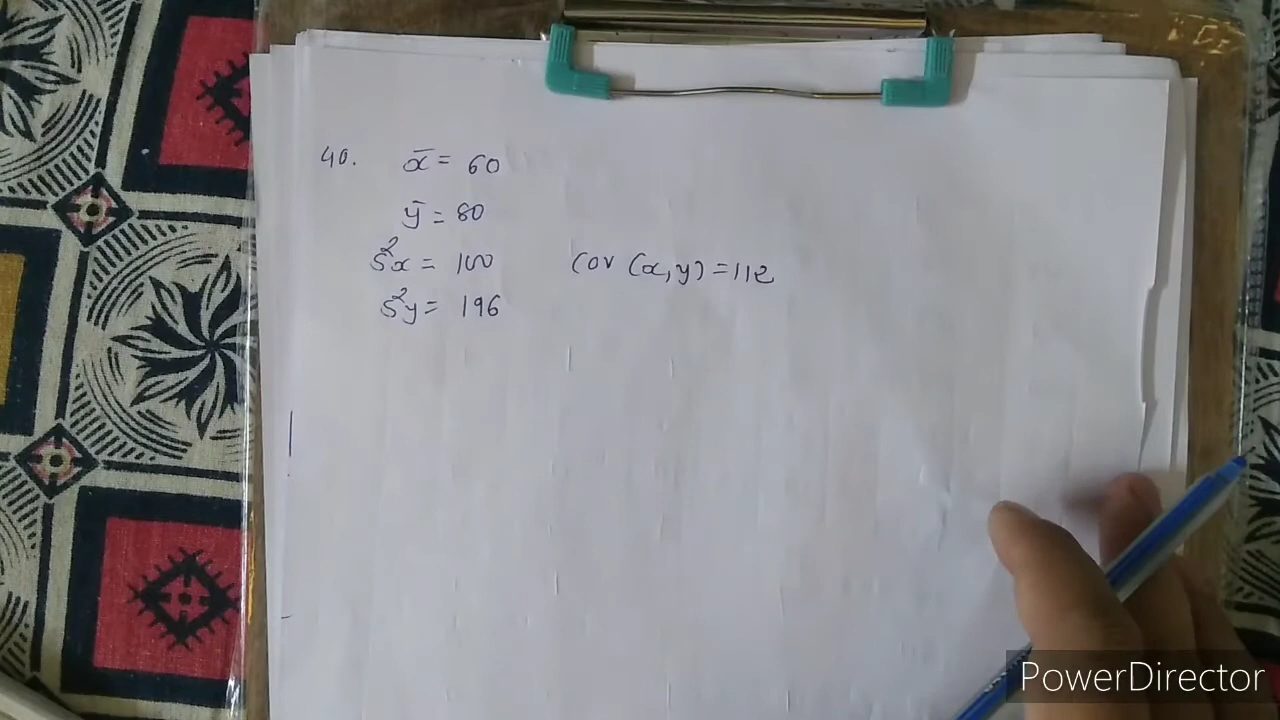 40. x̄ = 60
ȳ = 80
s²x = 100 Cov (x,y) = 112
s²y = 196
PowerDirector